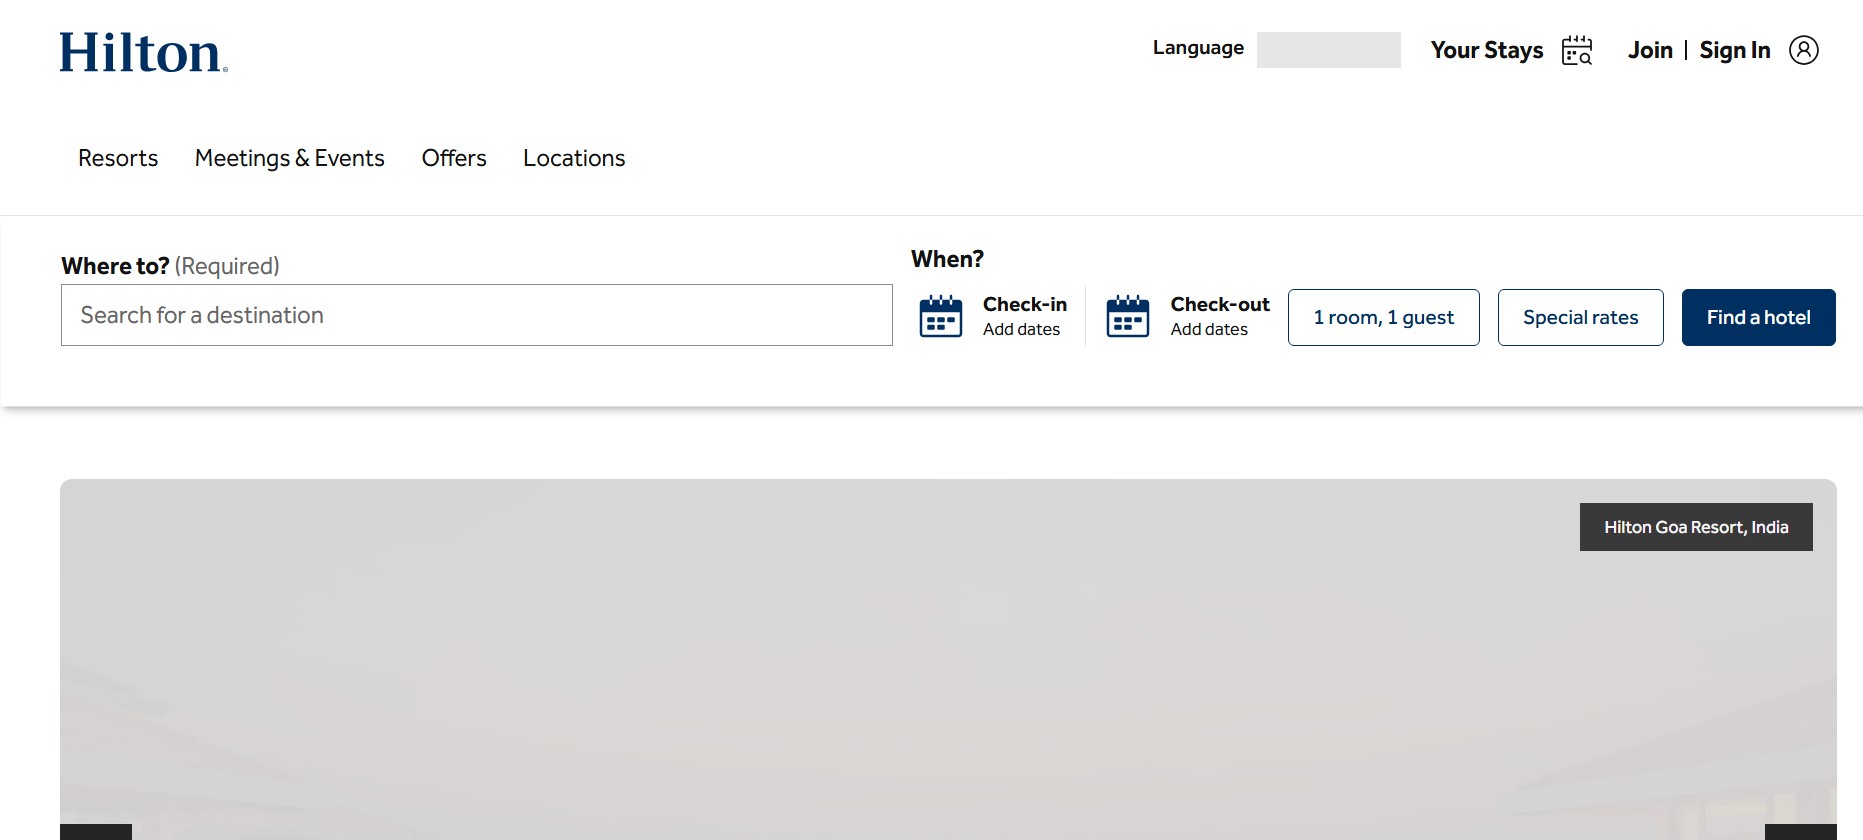 Hilton
Language
Your Stays
Join | Sign In
Resorts Meetings & Events Offers Locations
Where to? (Required)
Search for a destination
When?
Check-in
Add dates
Check-out
Add dates
1 room, 1 guest
Special rates
Find a hotel
Hilton Goa Resort, India